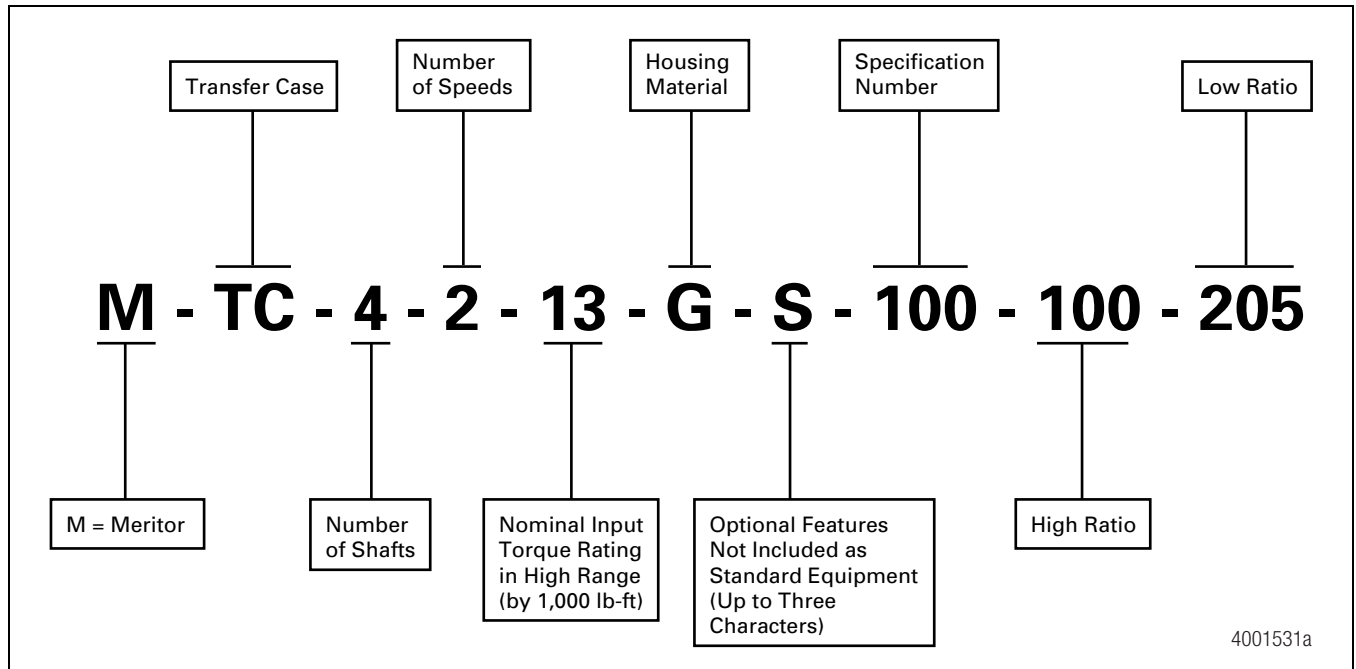 Transfer Case
Number
of Speeds
Housing
Material
Specification
Number
Low Ratio
M - TC - 4 - 2 - 13 - G - S - 100 - 100 - 205
M = Meritor
Number
of Shafts
Nominal Input
Torque Rating
in High Range
(by 1,000 lb-ft)
Optional Features
Not Included as
Standard Equipment
(Up to Three
Characters)
High Ratio
4001531a